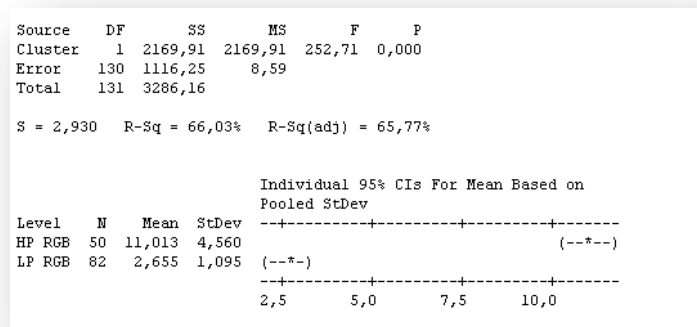 Source DF SS MS F P
Cluster 1 2169,91 2169,91 252,71 0,000
Error 130 1116,25 8,59
Total 131 3286,16
S = 2,930 R-Sq = 66,03% R-Sq(adj) = 65,77%
Individual 95% CIs For Mean Based on
Pooled StDev
Level N Mean StDev --+---------+---------+---------+-------
HP RGB 50 11,013 4,560 (--*--)
LP RGB 82 2,655 1,095 (--*-)
--+---------+---------+---------+-------
2,5 5,0 7,5 10,0